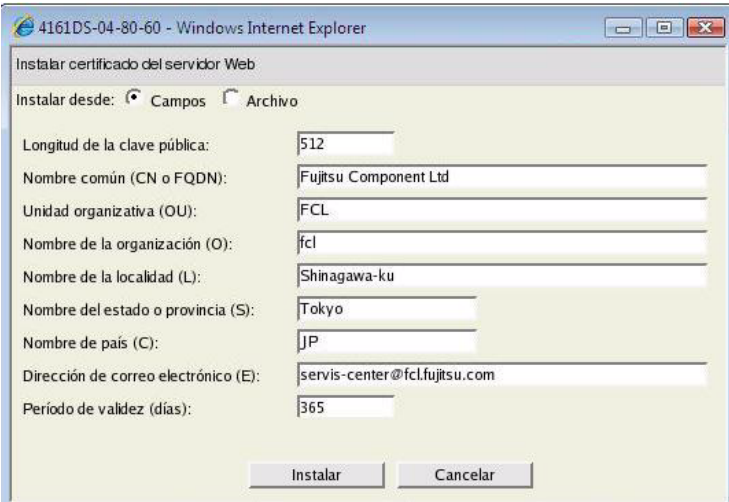 4161DS-04-80-60 - Windows Internet Explorer
Instalar certificado del servidor Web
Instalar desde: Campos Archivo
Longitud de la clave pública: 512
Nombre común (CN o FQDN): Fujitsu Component Ltd
Unidad organizativa (OU): FCL
Nombre de la organización (O): fcl
Nombre de la localidad (L): Shinagawa-ku
Nombre del estado o provincia (S): Tokyo
Nombre de país (C): JP
Dirección de correo electrónico (E): servis-center@fcl.fujitsu.com
Período de validez (días): 365
Instalar Cancelar